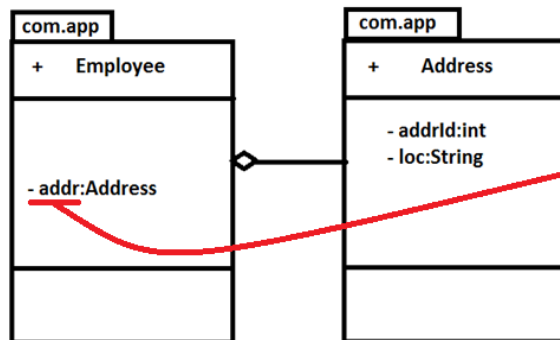 com.app
+ Employee
- addr:Address
com.app
+ Address
- addrId:int
- loc:String